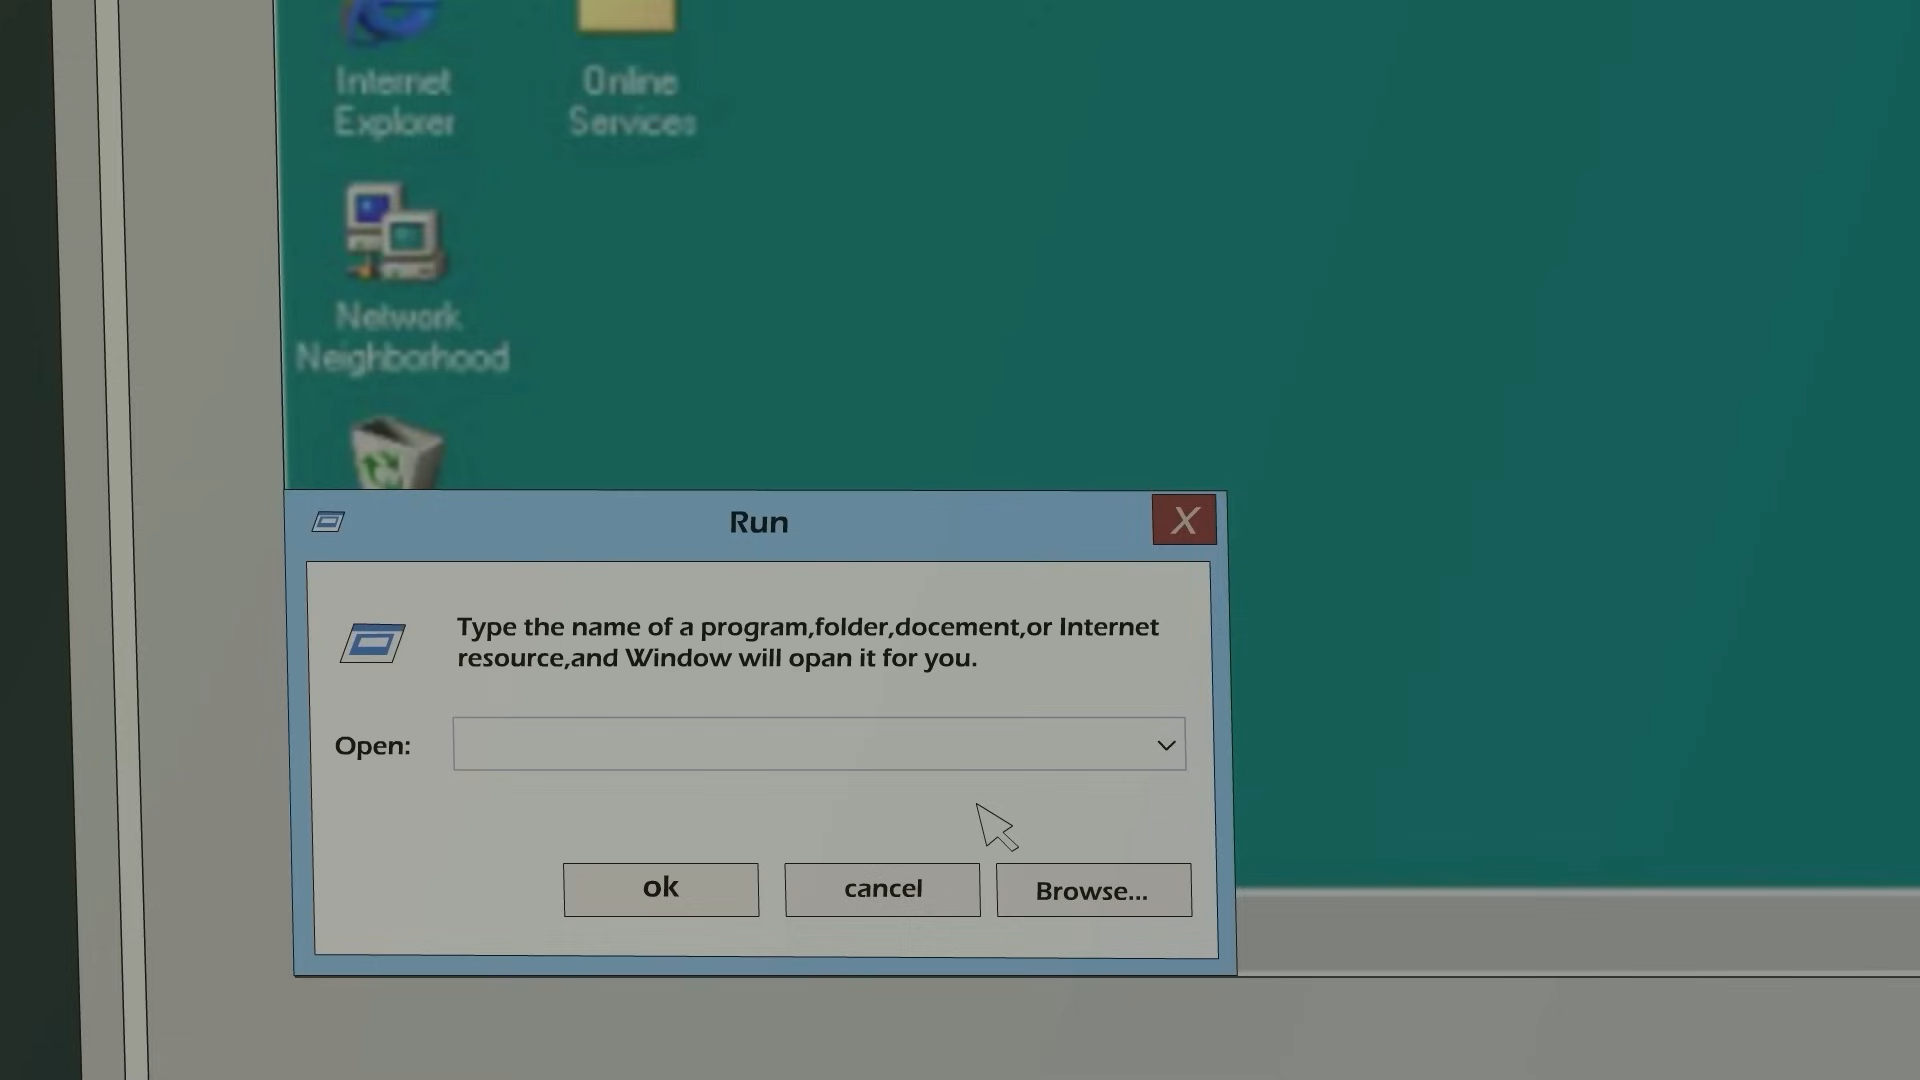 Internet
Explorer
Online
Services
Network
Neighborhood
Run
X
Type the name of a program,folder,docement,or Internet
resource,and Window will opan it for you.
Open:
ok
cancel
Browse...